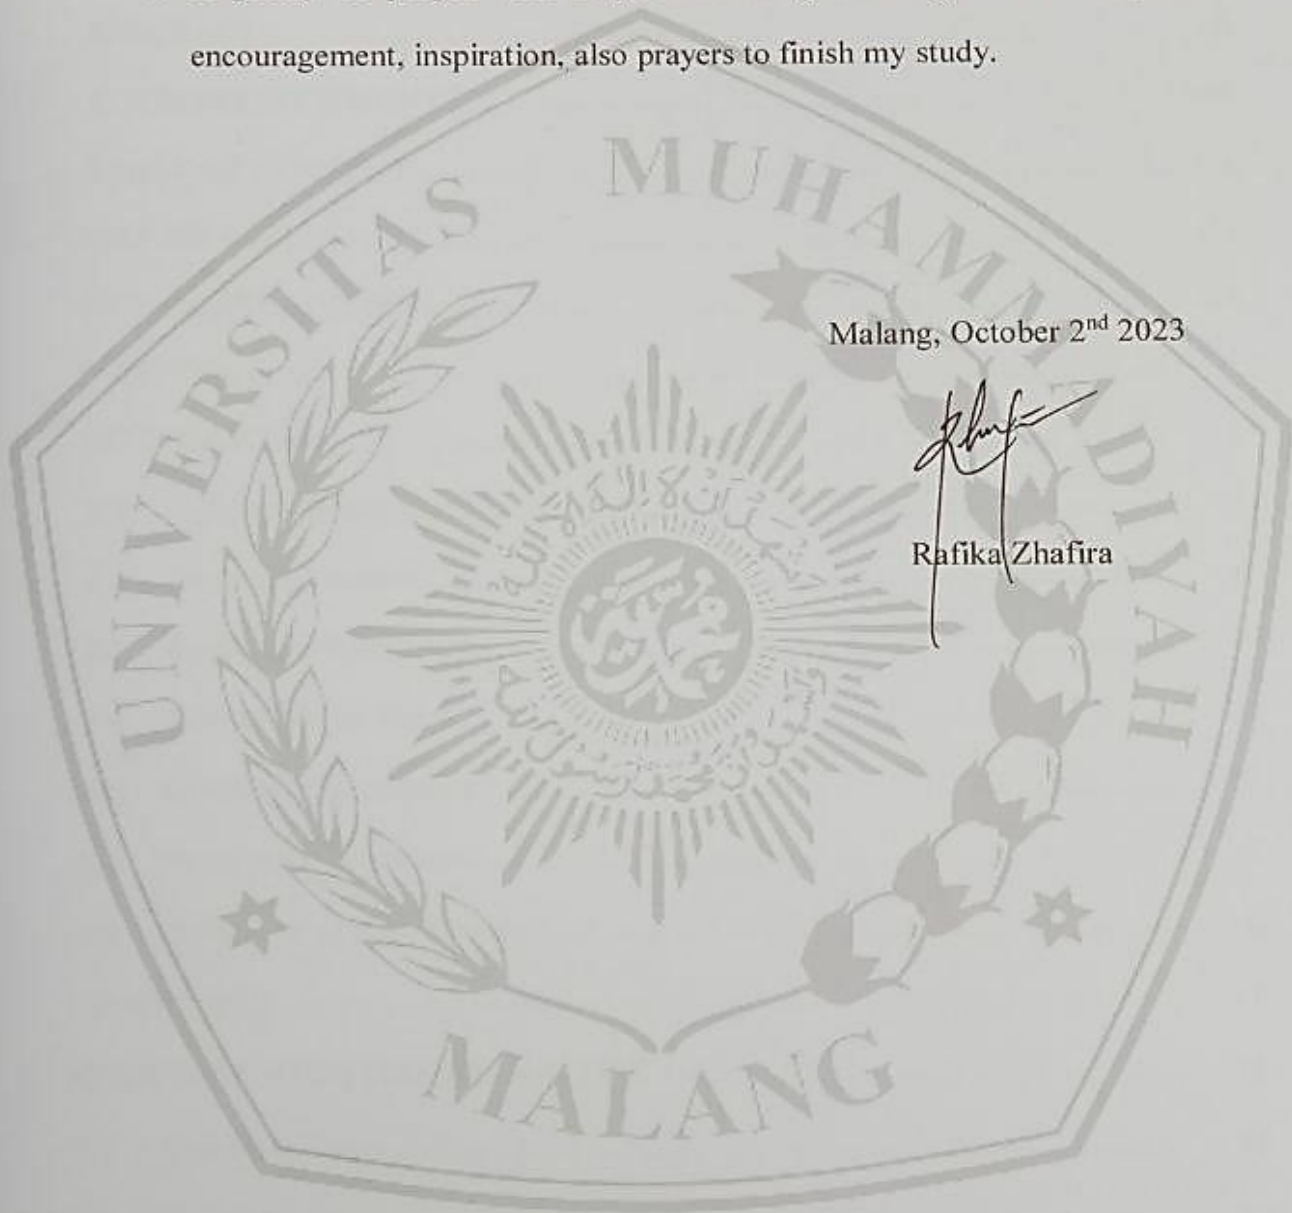 encouragement, inspiration, also prayers to finish my study.
UNIVERSITAS MUHAMMADIYAH
Malang, October 2nd 2023
Rafika Zhafira
MALANG